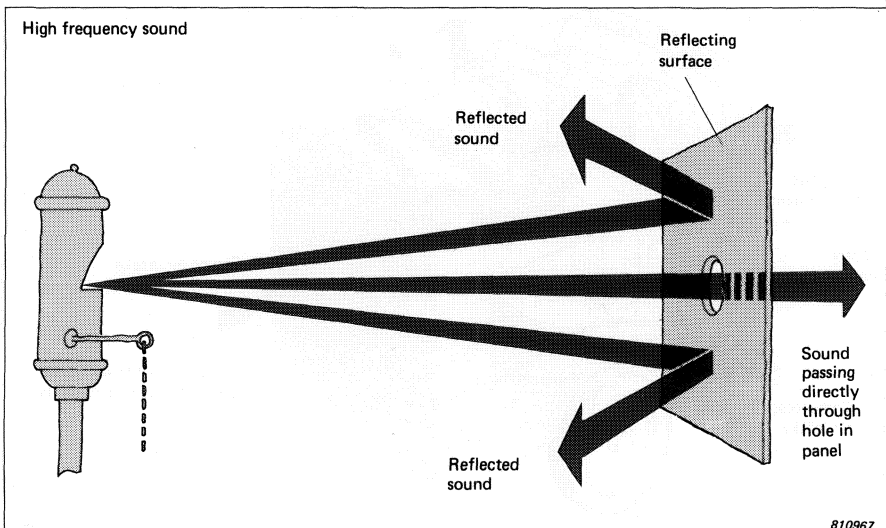 High frequency sound
Reflecting
surface
Reflected
sound
Sound
passing
directly
through
hole in
panel
Reflected
sound
810967